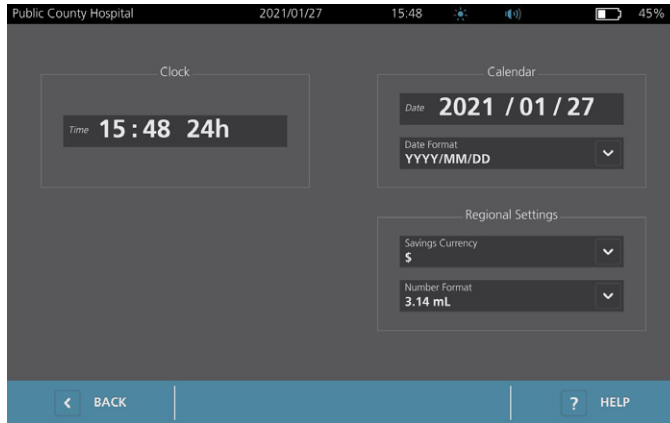 Public County Hospital 2021/01/27 15:48 45%
Clock
Time 15:48 24h
Calendar
Date 2021 / 01 / 27
Date Format
YYYY/MM/DD
Regional Settings
Savings Currency
$
Number Format
3.14 mL
BACK
? HELP